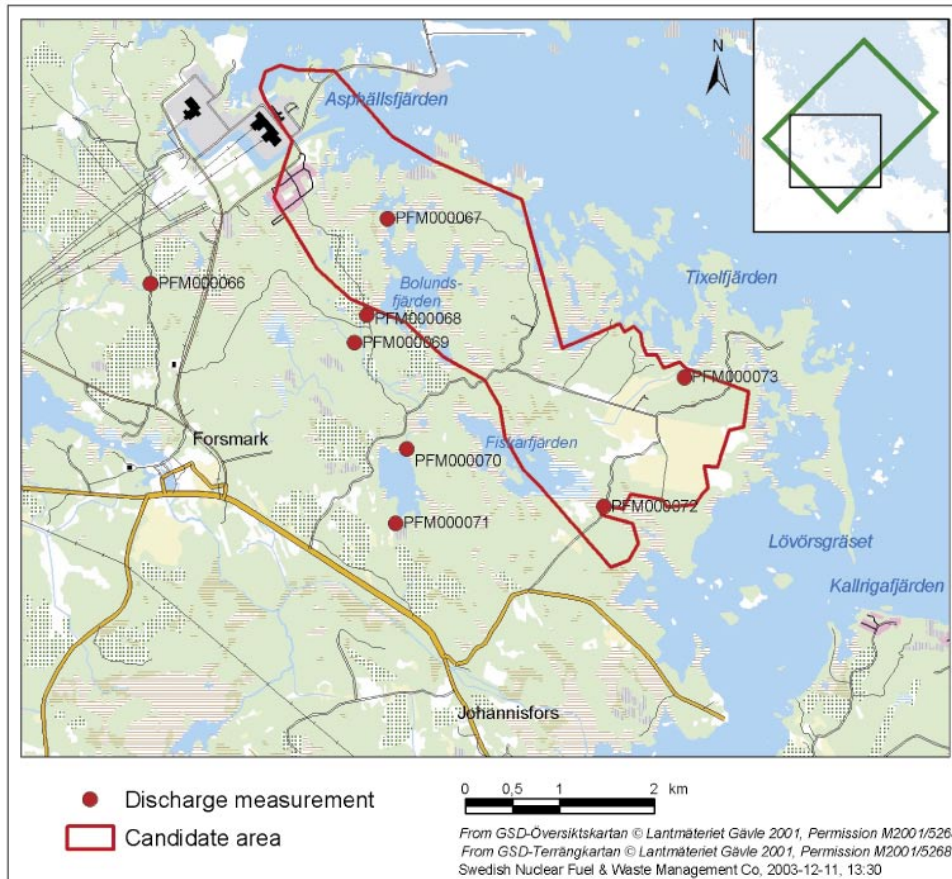 N
Asphällsfjärden
PFM000067
Tixelfjärden
PFM000066
Bolunds-
fjärden
PFM000068
PFM000069
PFM000073
Forsmark
Fiskarfjärden
PFM000070
PFM000072
PFM000071
Lövörsgräset
Kallrigafjärden
Johannisfors
0 0,5 1 2 km
Discharge measurement
Candidate area
From GSD-Översiktskartan © Lantmäteriet Gävle 2001, Permission M2001/526
From GSD-Terrängkartan © Lantmäteriet Gävle 2001, Permission M2001/5268
Swedish Nuclear Fuel & Waste Management Co, 2003-12-11, 13:30